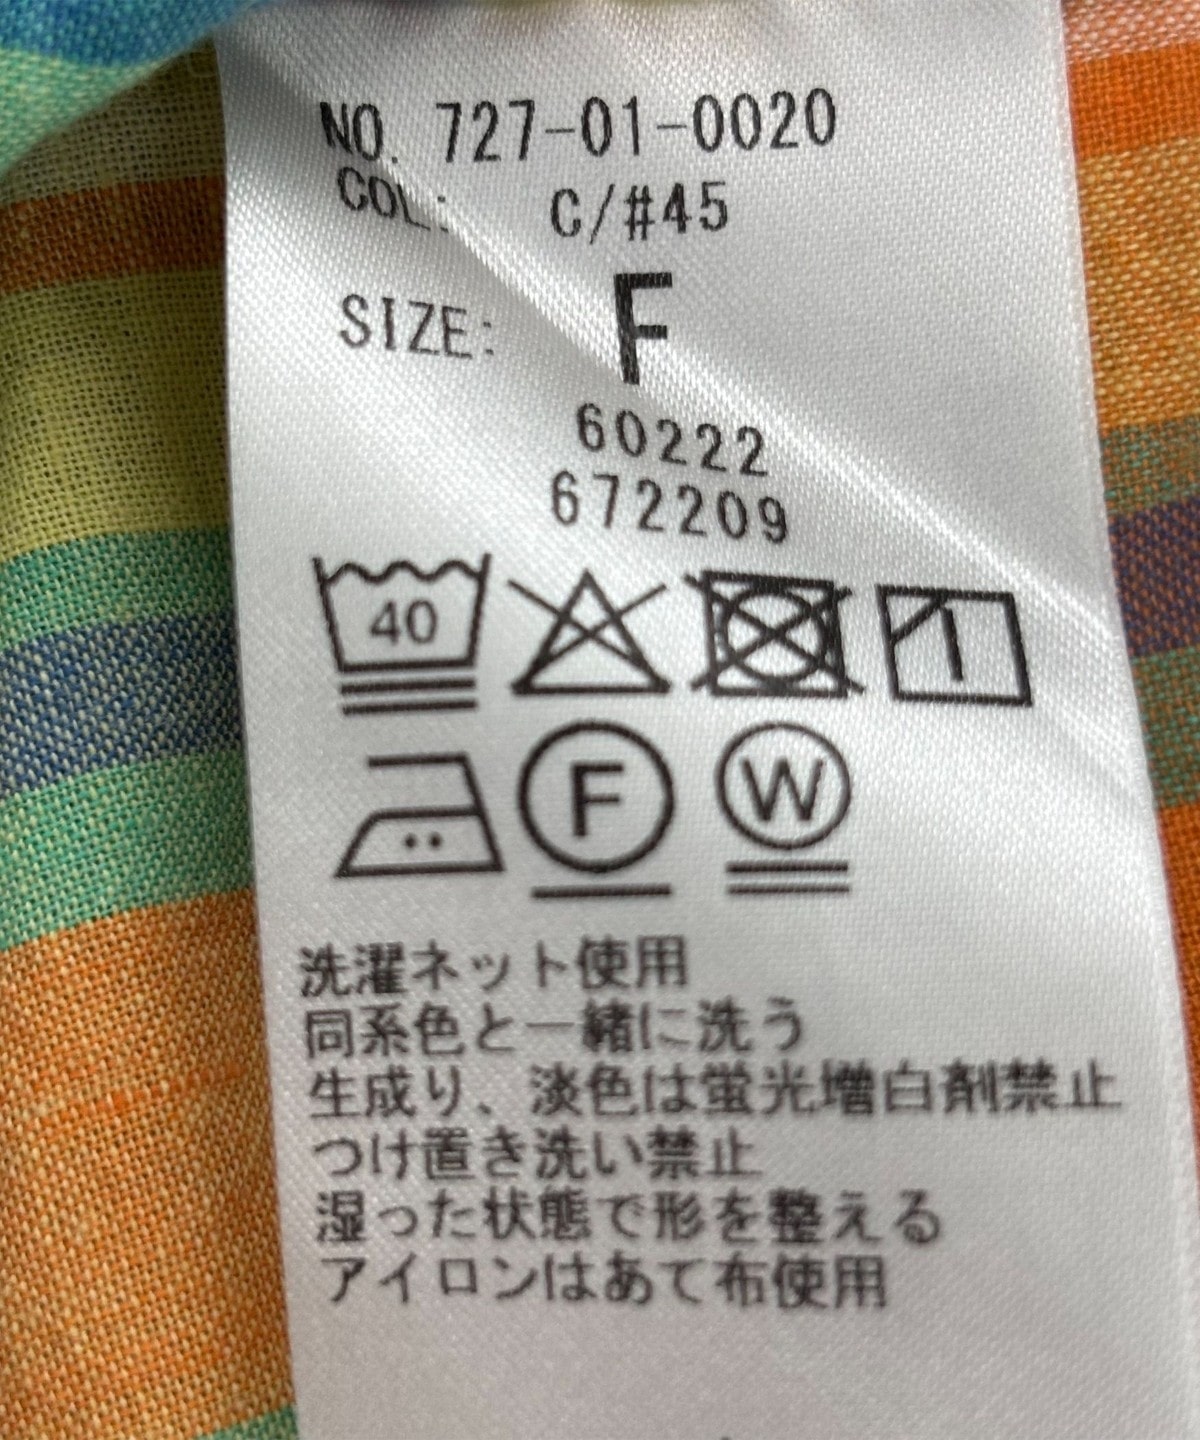 NO. 727-01-0020
COL: C/#45
SIZE: F
60222
672209
40
F W
洗濯ネット使用
同系色と一緒に洗う
生成り、淡色は蛍光増白剤禁止
つけ置き洗い禁止
湿った状態で形を整える
アイロンはあて布使用